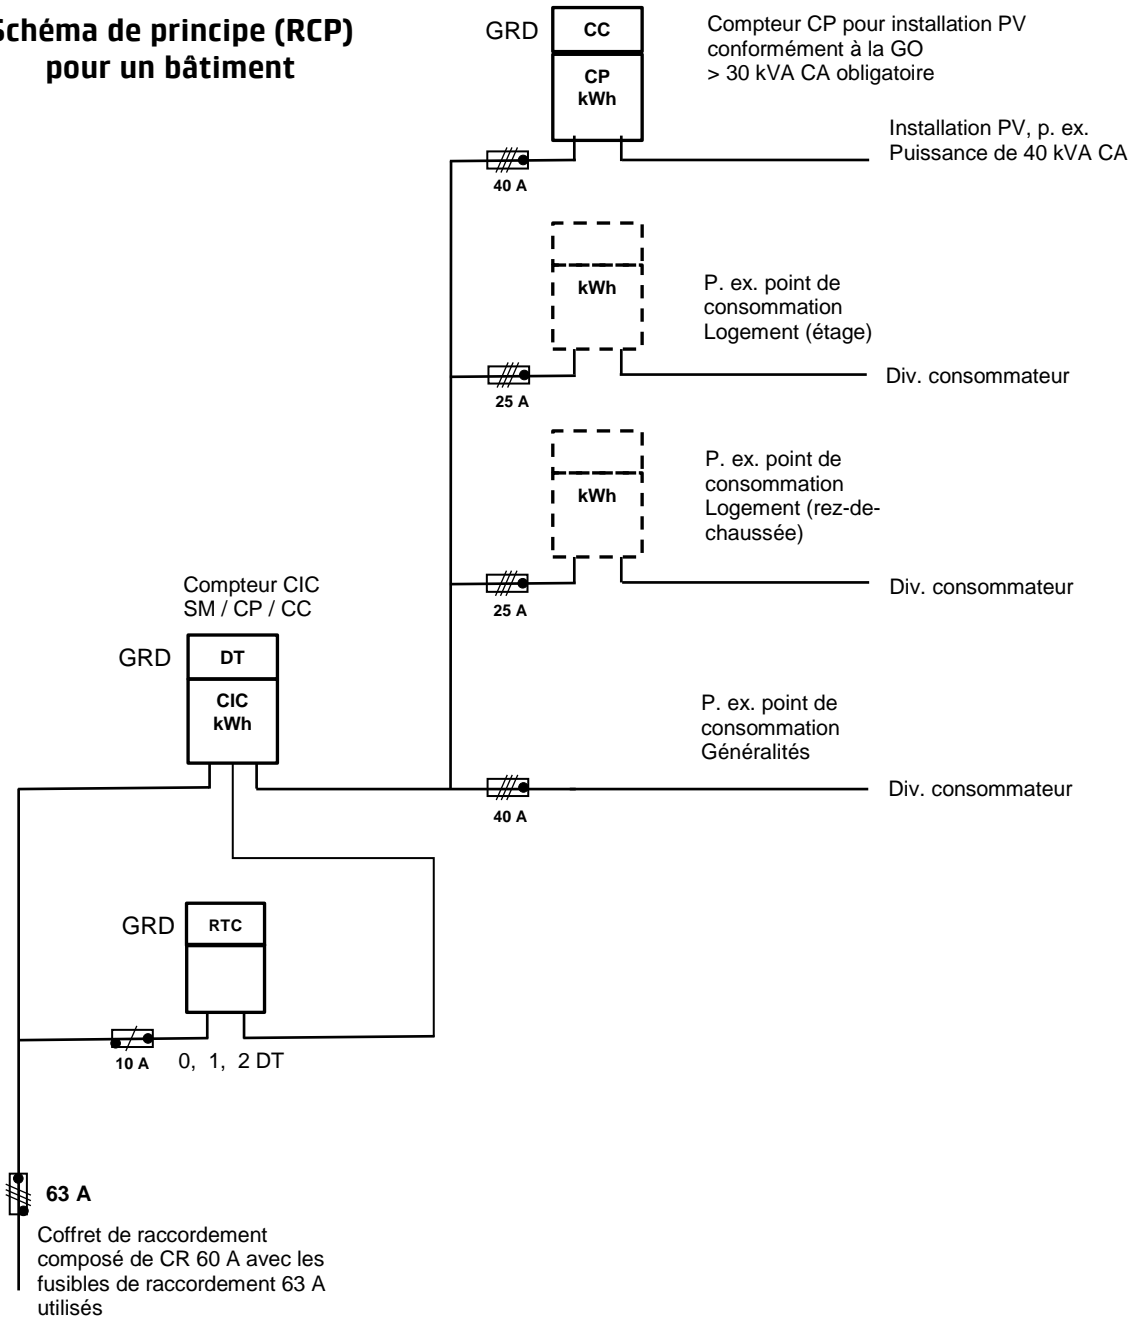 Schéma de principe (RCP)
pour un bâtiment
GRD
CC
CP
kWh
Compteur CP pour installation PV
conformément à la GO
> 30 kVA CA obligatoire
Installation PV, p. ex.
Puissance de 40 kVA CA
40 A
kWh
P. ex. point de
consommation
Logement (étage)
Div. consommateur
25 A
kWh
P. ex. point de
consommation
Logement (rez-de-
chaussée)
Div. consommateur
25 A
Compteur CIC
SM / CP / CC
GRD
DT
CIC
kWh
P. ex. point de
consommation
Généralités
Div. consommateur
40 A
GRD
RTC
10 A
0, 1, 2 DT
63 A
Coffret de raccordement
composé de CR 60 A avec les
fusibles de raccordement 63 A
utilisés